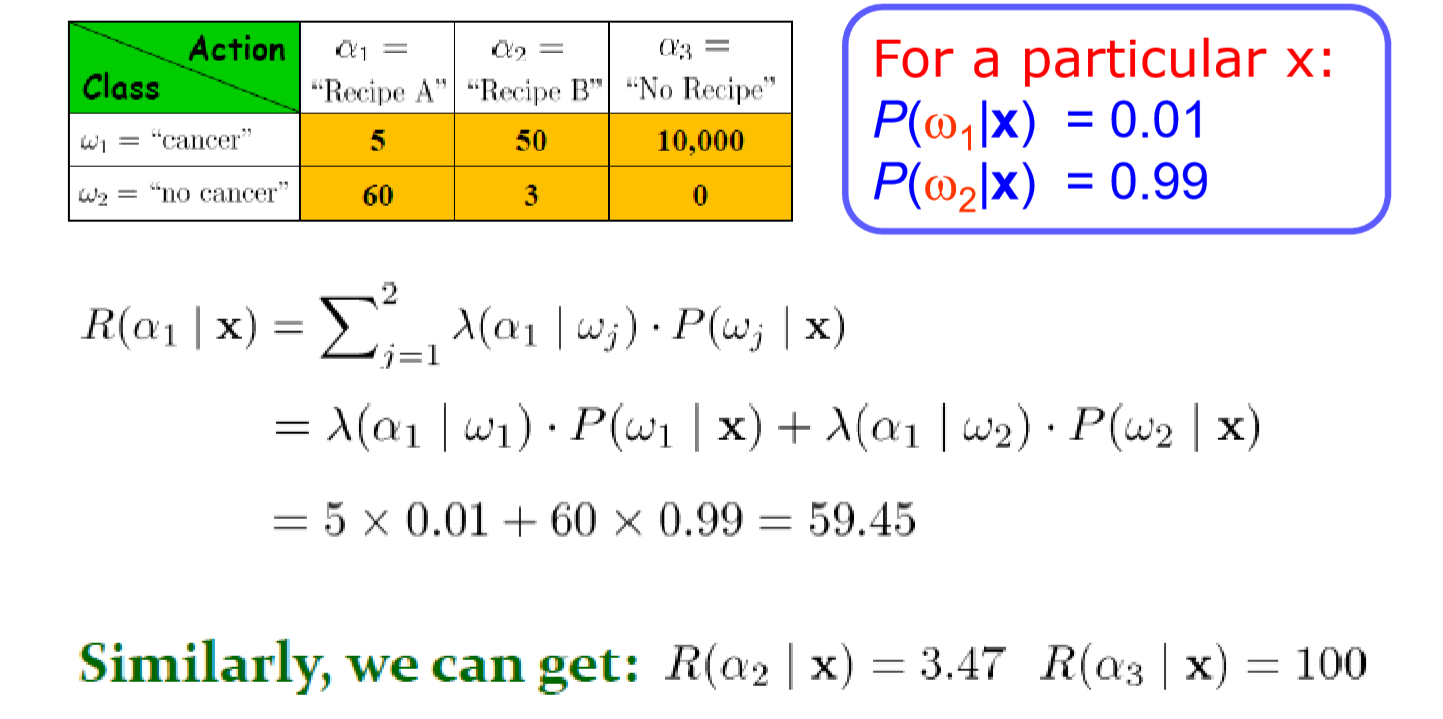 Action
Class
α₁ = “Recipe A”
α₂ = “Recipe B”
α₃ = “No Recipe”
ω₁ = “cancer” 5 50 10,000
ω₂ = “no cancer” 60 3 0
For a particular x:
P(ω₁|x) = 0.01
P(ω₂|x) = 0.99
R(α₁ | x) = ∑²ⱼ₌₁ λ(α₁ | ωⱼ) · P(ωⱼ | x)
= λ(α₁ | ω₁) · P(ω₁ | x) + λ(α₁ | ω₂) · P(ω₂ | x)
= 5 × 0.01 + 60 × 0.99 = 59.45
Similarly, we can get: R(α₂ | x) = 3.47 R(α₃ | x) = 100